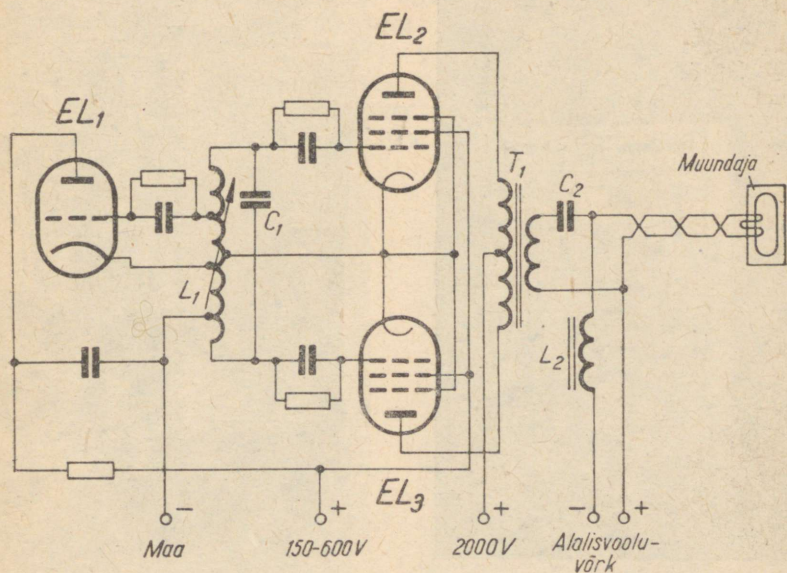 EL₂
EL₁
T₁
C₂
Muundaja
C₁
L₁
L₂
EL₃
− + + − +
Maa 150-600V 2000V Alalisvoolu-
võrk